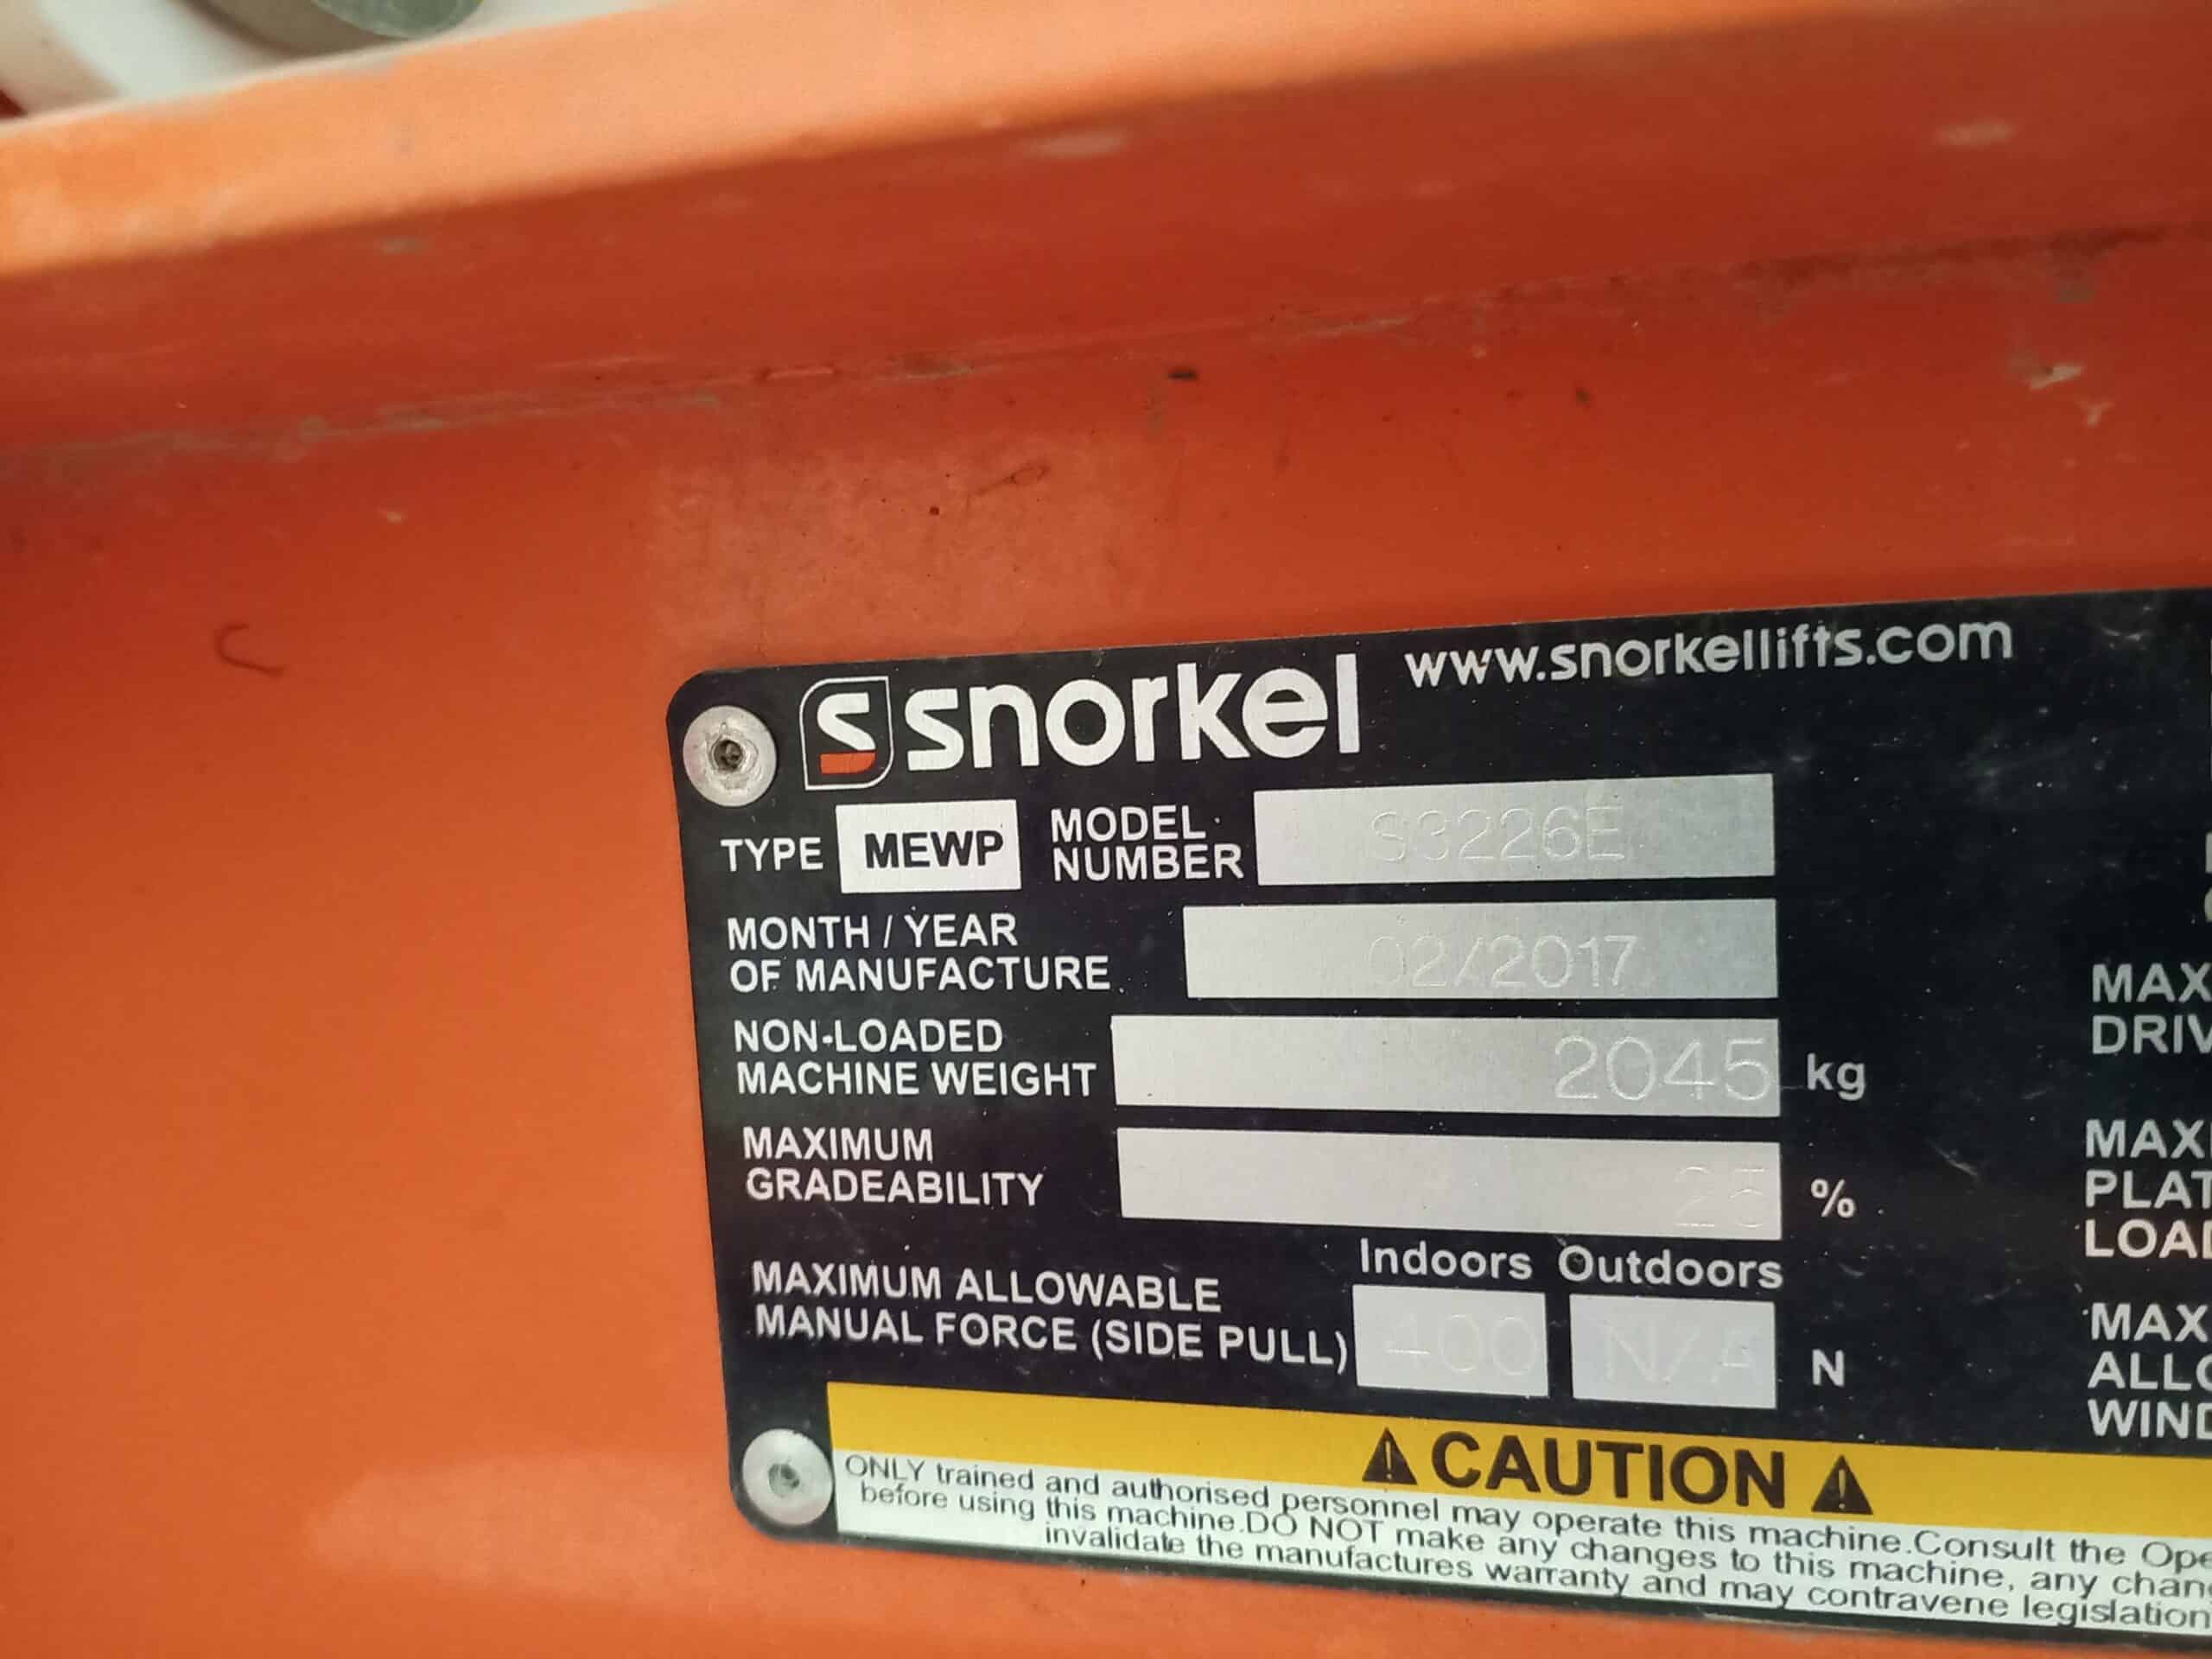 S snorkel www.snorkellifts.com
TYPE MEWP MODEL NUMBER S3226E
MONTH / YEAR
OF MANUFACTURE 02/2017
NON-LOADED
MACHINE WEIGHT 2045 kg
MAXIMUM
GRADEABILITY 25 %
Indoors Outdoors
MAXIMUM ALLOWABLE
MANUAL FORCE (SIDE PULL) 400 N/A N
CAUTION
ONLY trained and authorised personnel may operate this machine.Consult the Ope
before using this machine.DO NOT make any changes to this machine, any chan
invalidate the manufactures warranty and may contravene legislation
MAX
DRIV
MAXI
PLAT
LOAD
MAX
ALLO
WIND